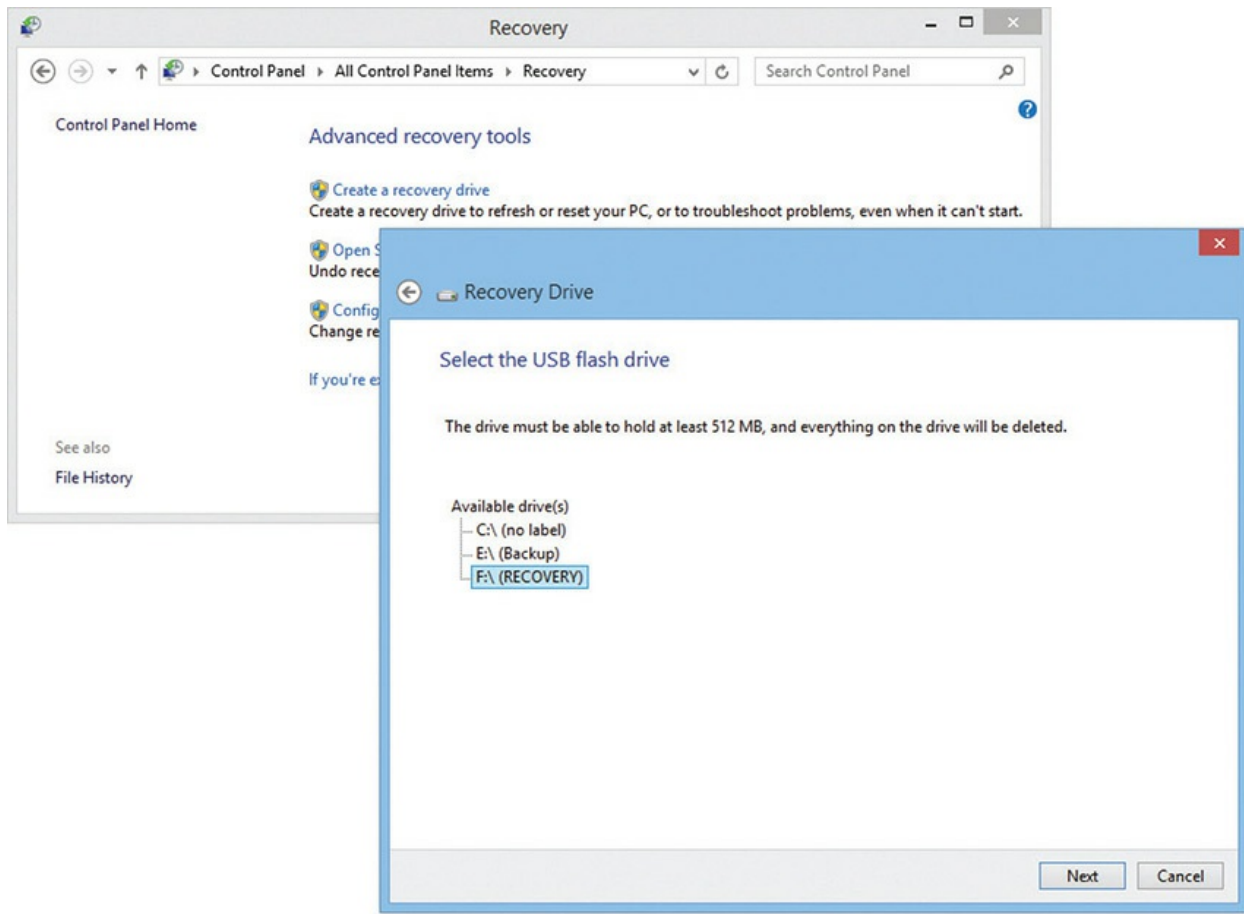 Recovery
Control Panel ▸ All Control Panel Items ▸ Recovery
Search Control Panel
Control Panel Home
Advanced recovery tools
Create a recovery drive
Create a recovery drive to refresh or reset your PC, or to troubleshoot problems, even when it can't start.
Open
Undo
Change
If you're
See also
File History
Recovery Drive
Select the USB flash drive
The drive must be able to hold at least 512 MB, and everything on the drive will be deleted.
Available drive(s)
C:\ (no label)
E:\ (Backup)
F:\ (RECOVERY)
Next
Cancel